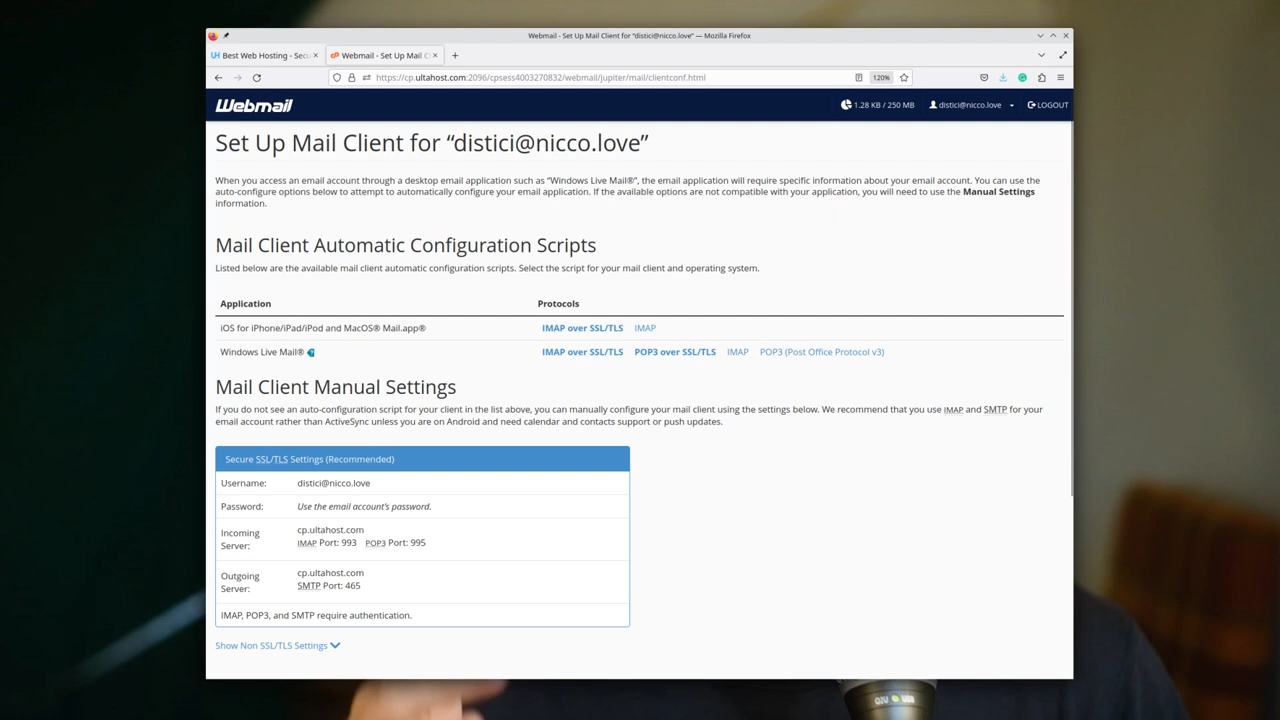 Webmail - Set Up Mail Client for “distici@nicco.love” — Mozilla Firefox
UH Best Web Hosting - Secu
cP Webmail - Set Up Mail C
https://cp.ultahost.com:2096/cpsess4003270832/webmail/jupiter/mail/clientconf.html
120%
Webmail
1.28 KB / 250 MB
distici@nicco.love
LOGOUT
Set Up Mail Client for “distici@nicco.love”
When you access an email account through a desktop email application such as “Windows Live Mail®”, the email application will require specific information about your email account. You can use the
auto-configure options below to attempt to automatically configure your email application. If the available options are not compatible with your application, you will need to use the Manual Settings
information.
Mail Client Automatic Configuration Scripts
Listed below are the available mail client automatic configuration scripts. Select the script for your mail client and operating system.
Application Protocols
iOS for iPhone/iPad/iPod and MacOS® Mail.app® IMAP over SSL/TLS IMAP
Windows Live Mail® IMAP over SSL/TLS POP3 over SSL/TLS IMAP POP3 (Post Office Protocol v3)
Mail Client Manual Settings
If you do not see an auto-configuration script for your client in the list above, you can manually configure your mail client using the settings below. We recommend that you use IMAP and SMTP for your
email account rather than ActiveSync unless you are on Android and need calendar and contacts support or push updates.
Secure SSL/TLS Settings (Recommended)
Username: distici@nicco.love
Password: Use the email account’s password.
Incoming
Server:
cp.ultahost.com
IMAP Port: 993 POP3 Port: 995
Outgoing
Server:
cp.ultahost.com
SMTP Port: 465
IMAP, POP3, and SMTP require authentication.
Show Non SSL/TLS Settings